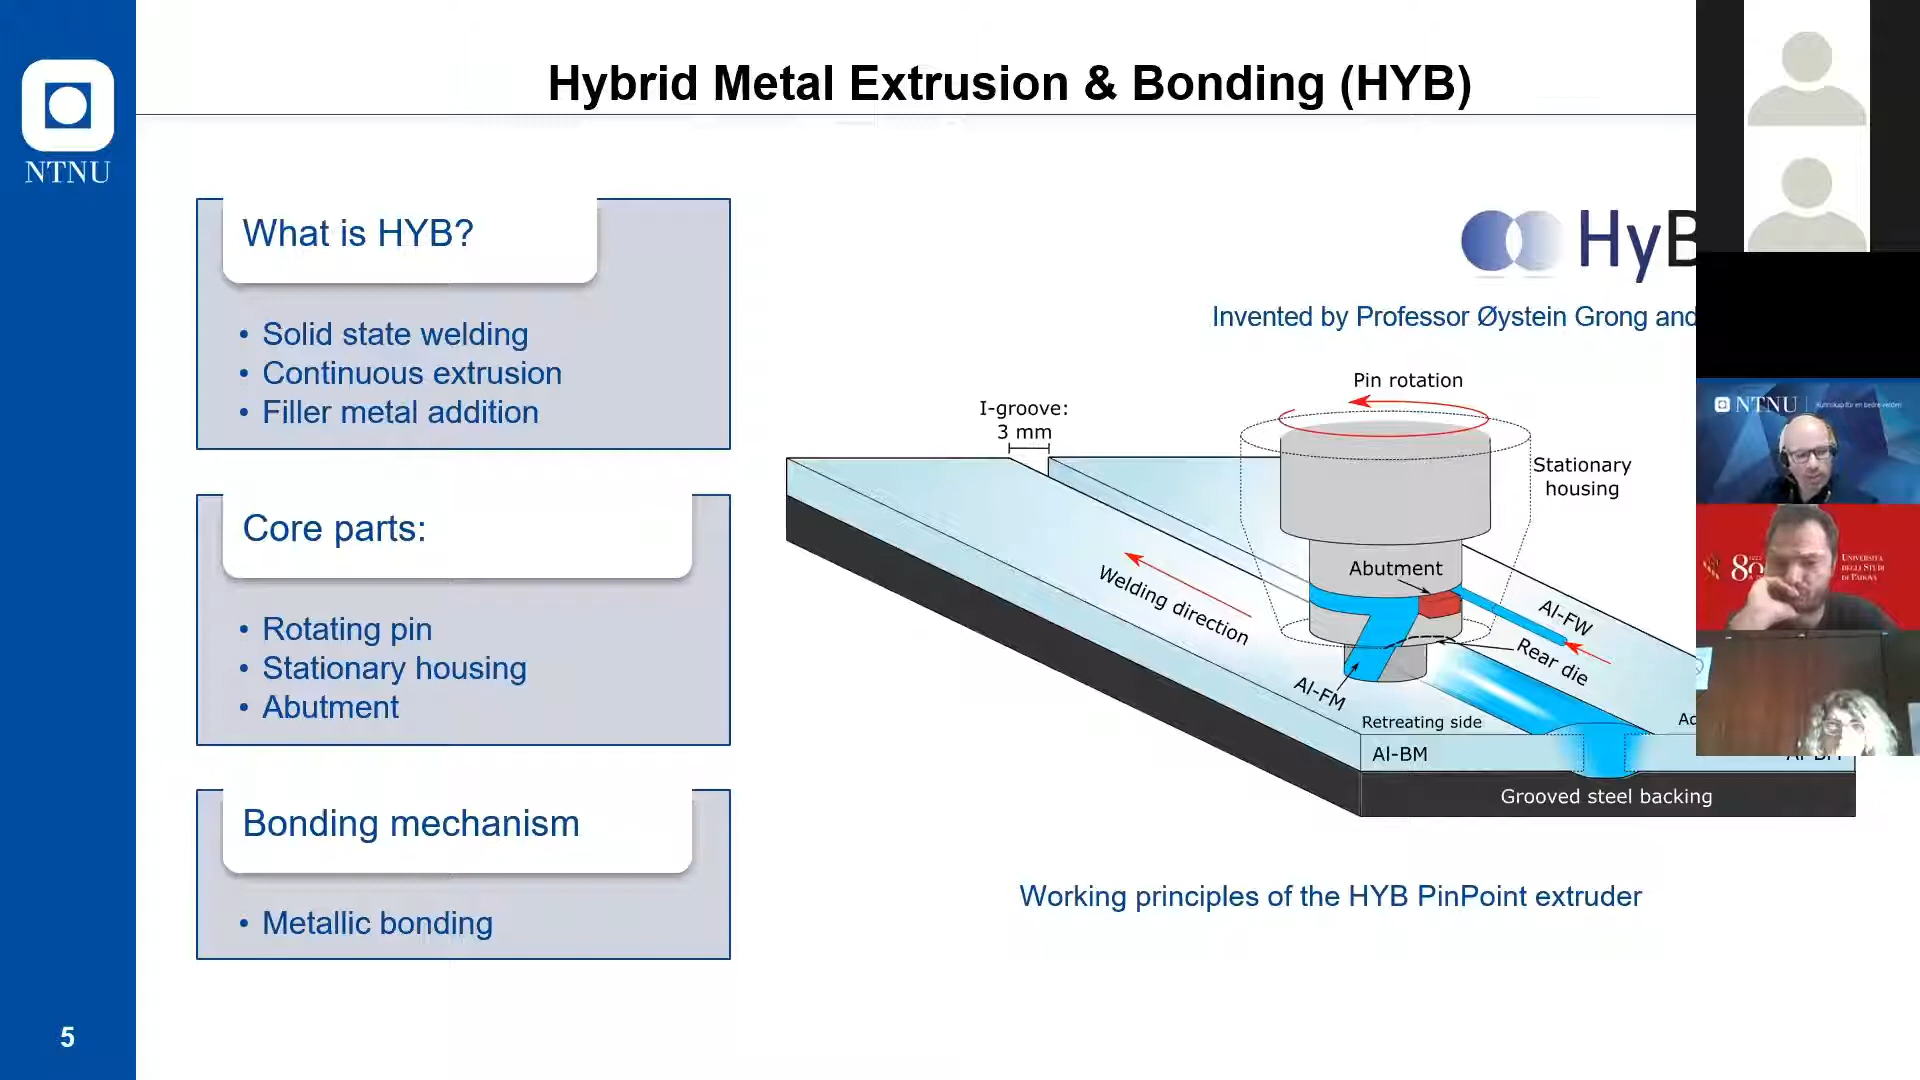 Hybrid Metal Extrusion & Bonding (HYB)
NTNU
What is HYB?
• Solid state welding
• Continuous extrusion
• Filler metal addition
Core parts:
• Rotating pin
• Stationary housing
• Abutment
Bonding mechanism
• Metallic bonding
HyB
Invented by Professor Øystein Grong and
Pin rotation
I-groove:
3 mm
Stationary
housing
Abutment
Welding direction
Al-FW
Rear die
Al-FM
Retreating side
Al-BM
Grooved steel backing
Working principles of the HYB PinPoint extruder
5
NTNU
UNIVERSITÀ
DEGLI STUDI
DI PADOVA